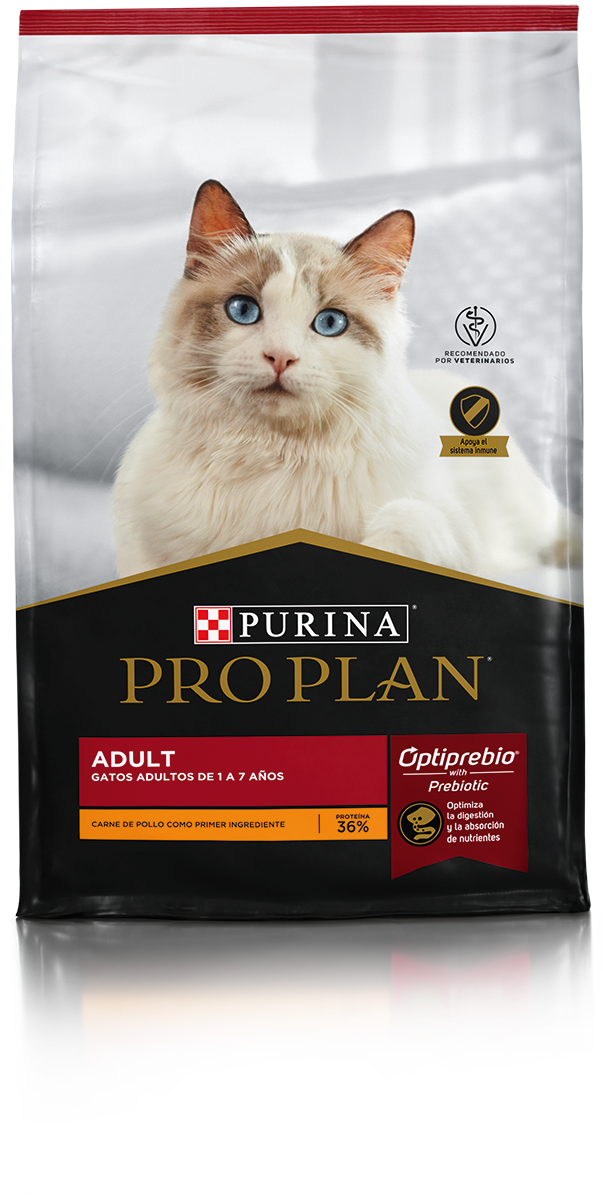 RECOMENDADO
POR VETERINARIOS
Apoya el
sistema inmune
PURINA®
PRO PLAN®
ADULT
GATOS ADULTOS DE 1 A 7 AÑOS
CARNE DE POLLO COMO PRIMER INGREDIENTE
PROTEÍNA
36%
Optiprebio®
with
Prebiotic
Optimiza
la digestión
y la absorción
de nutrientes